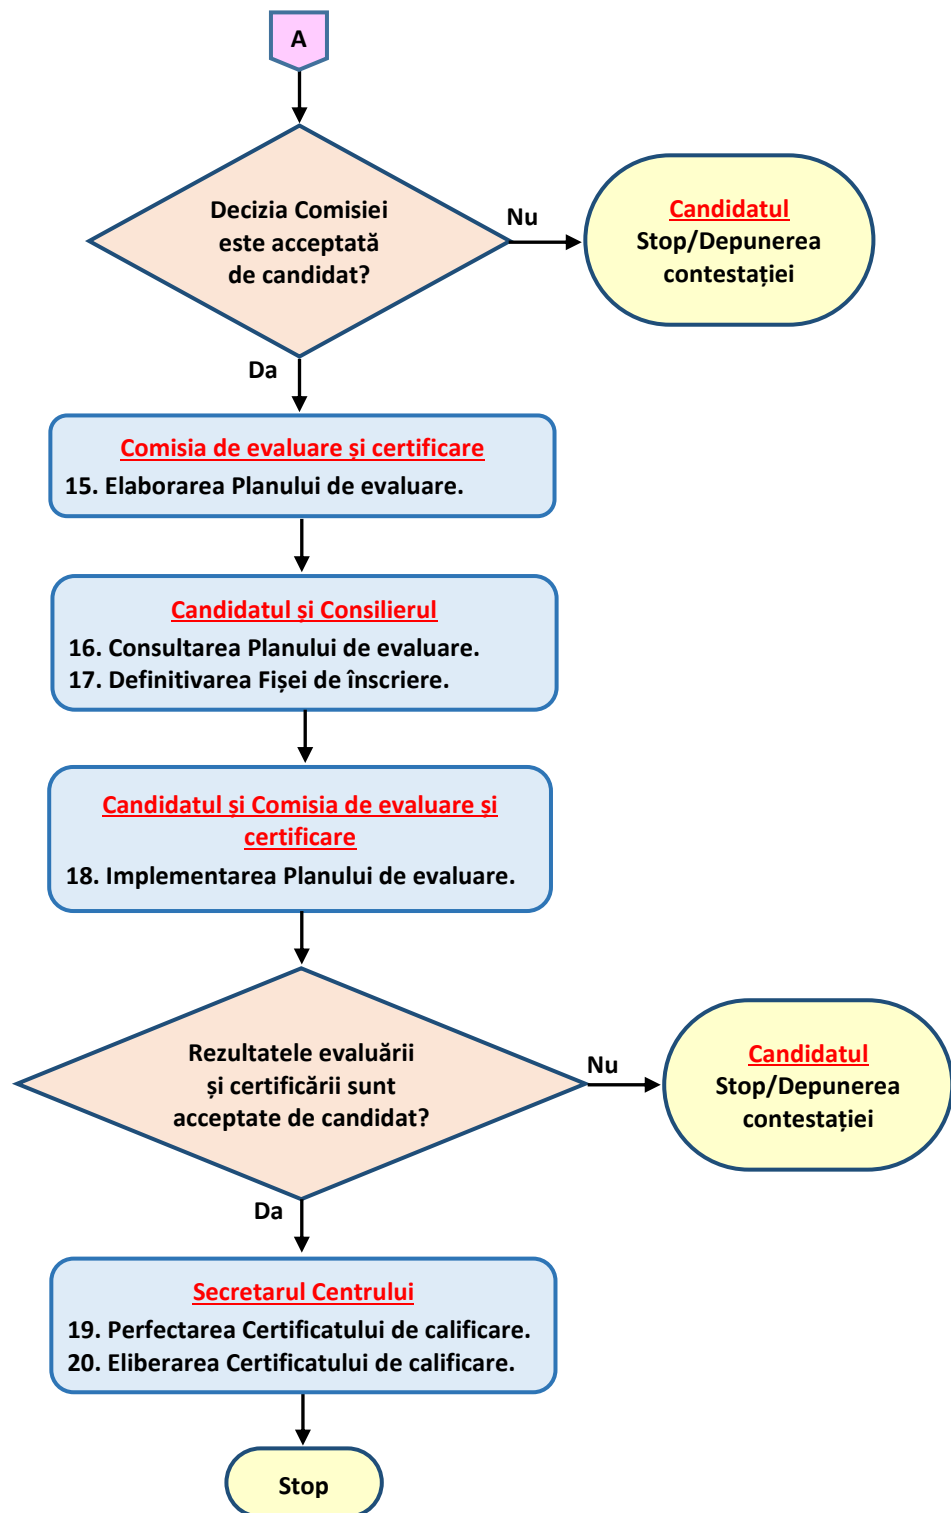 A
Decizia Comisiei
este acceptată
de candidat?
Nu
Candidatul
Stop/Depunerea
contestației
Da
Comisia de evaluare și certificare
15. Elaborarea Planului de evaluare.
Candidatul și Consilierul
16. Consultarea Planului de evaluare.
17. Definitivarea Fișei de înscriere.
Candidatul și Comisia de evaluare și
certificare
18. Implementarea Planului de evaluare.
Rezultatele evaluării
și certificării sunt
acceptate de candidat?
Nu
Candidatul
Stop/Depunerea
contestației
Da
Secretarul Centrului
19. Perfectarea Certificatului de calificare.
20. Eliberarea Certificatului de calificare.
Stop